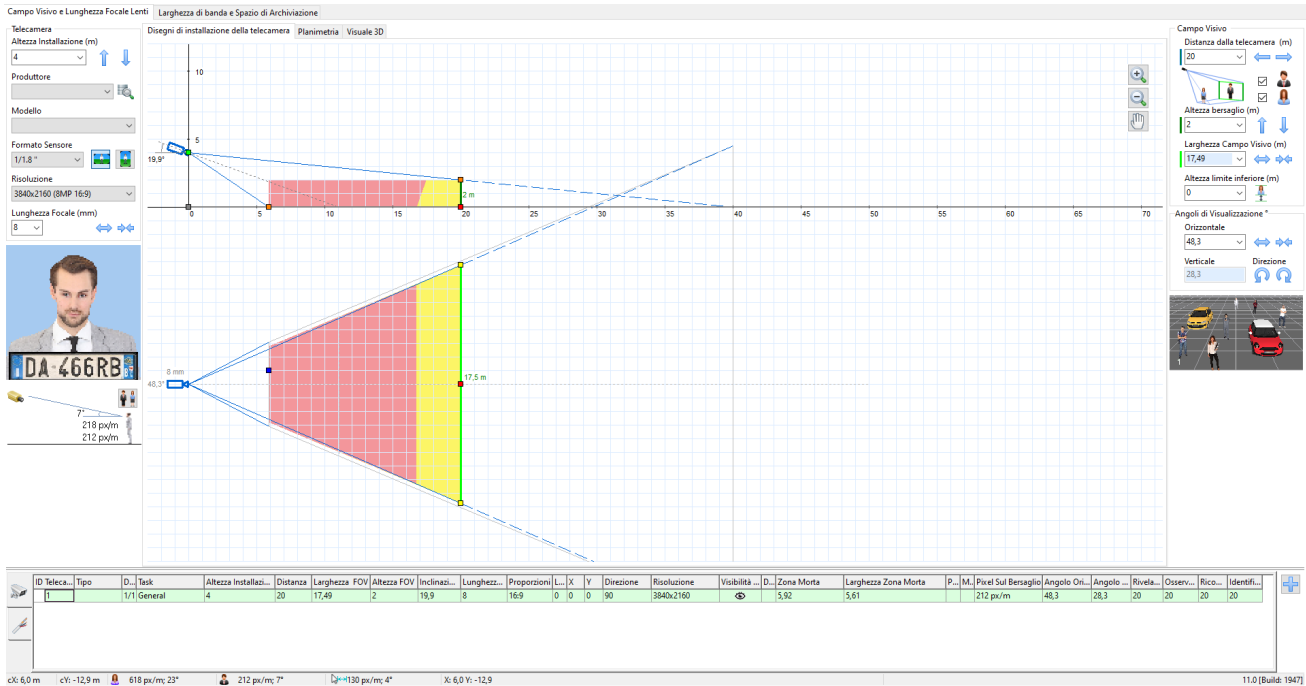 Campo Visivo e Lunghezza Focale Lenti
Larghezza di banda e Spazio di Archiviazione
Telecamera
Altezza Installazione (m)
4
Produttore
Modello
Formato Sensore
1/1.8 "
Risoluzione
3840x2160 (8MP 16:9)
Lunghezza Focale (mm)
8
DA-466RB
7°
218 px/m
212 px/m
Disegni di installazione della telecamera
Planimetria
Visuale 3D
10
5
19,9°
2 m
0
5
10
15
20
25
30
35
40
45
50
55
60
65
70
8 mm
48,3°
17,5 m
Campo Visivo
Distanza dalla telecamera (m)
20
Altezza bersaglio (m)
2
Larghezza Campo Visivo (m)
17,49
Altezza limite inferiore (m)
0
Angoli di Visualizzazione °
Orizzontale
48,3
Verticale
Direzione
28,3
ID Teleca... Tipo D... Task Altezza Installazi... Distanza Larghezza FOV Altezza FOV Inclinazi... Lunghezz... Proporzioni L... X Y Direzione Risoluzione Visibilità ... D... Zona Morta Larghezza Zona Morta P... M... Pixel Sul Bersaglio Angolo Ori... Angolo ... Rivela... Osserv... Rico... Identifi...
1 1/1 General 4 20 17,49 2 19,9 8 16:9 0 0 0 90 3840x2160 5,92 5,61 212 px/m 48,3 28,3 20 20 20 20
cX: 6,0 m cY: -12,9 m 618 px/m; 23° 212 px/m; 7° 130 px/m; 4° X: 6,0 Y: -12,9 11.0 [Build: 1947]